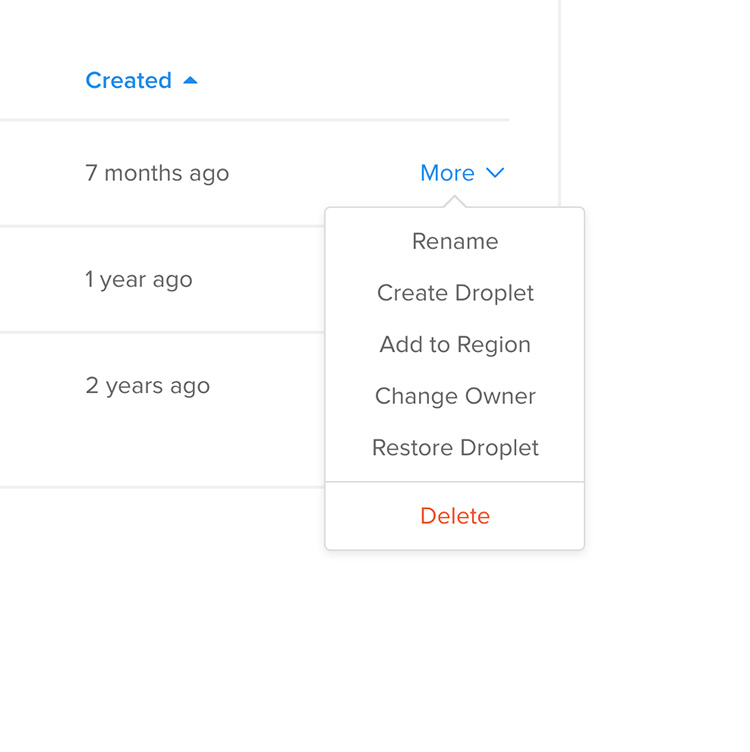 Created
7 months ago More
Rename
Create Droplet
1 year ago
Add to Region
2 years ago
Change Owner
Restore Droplet
Delete